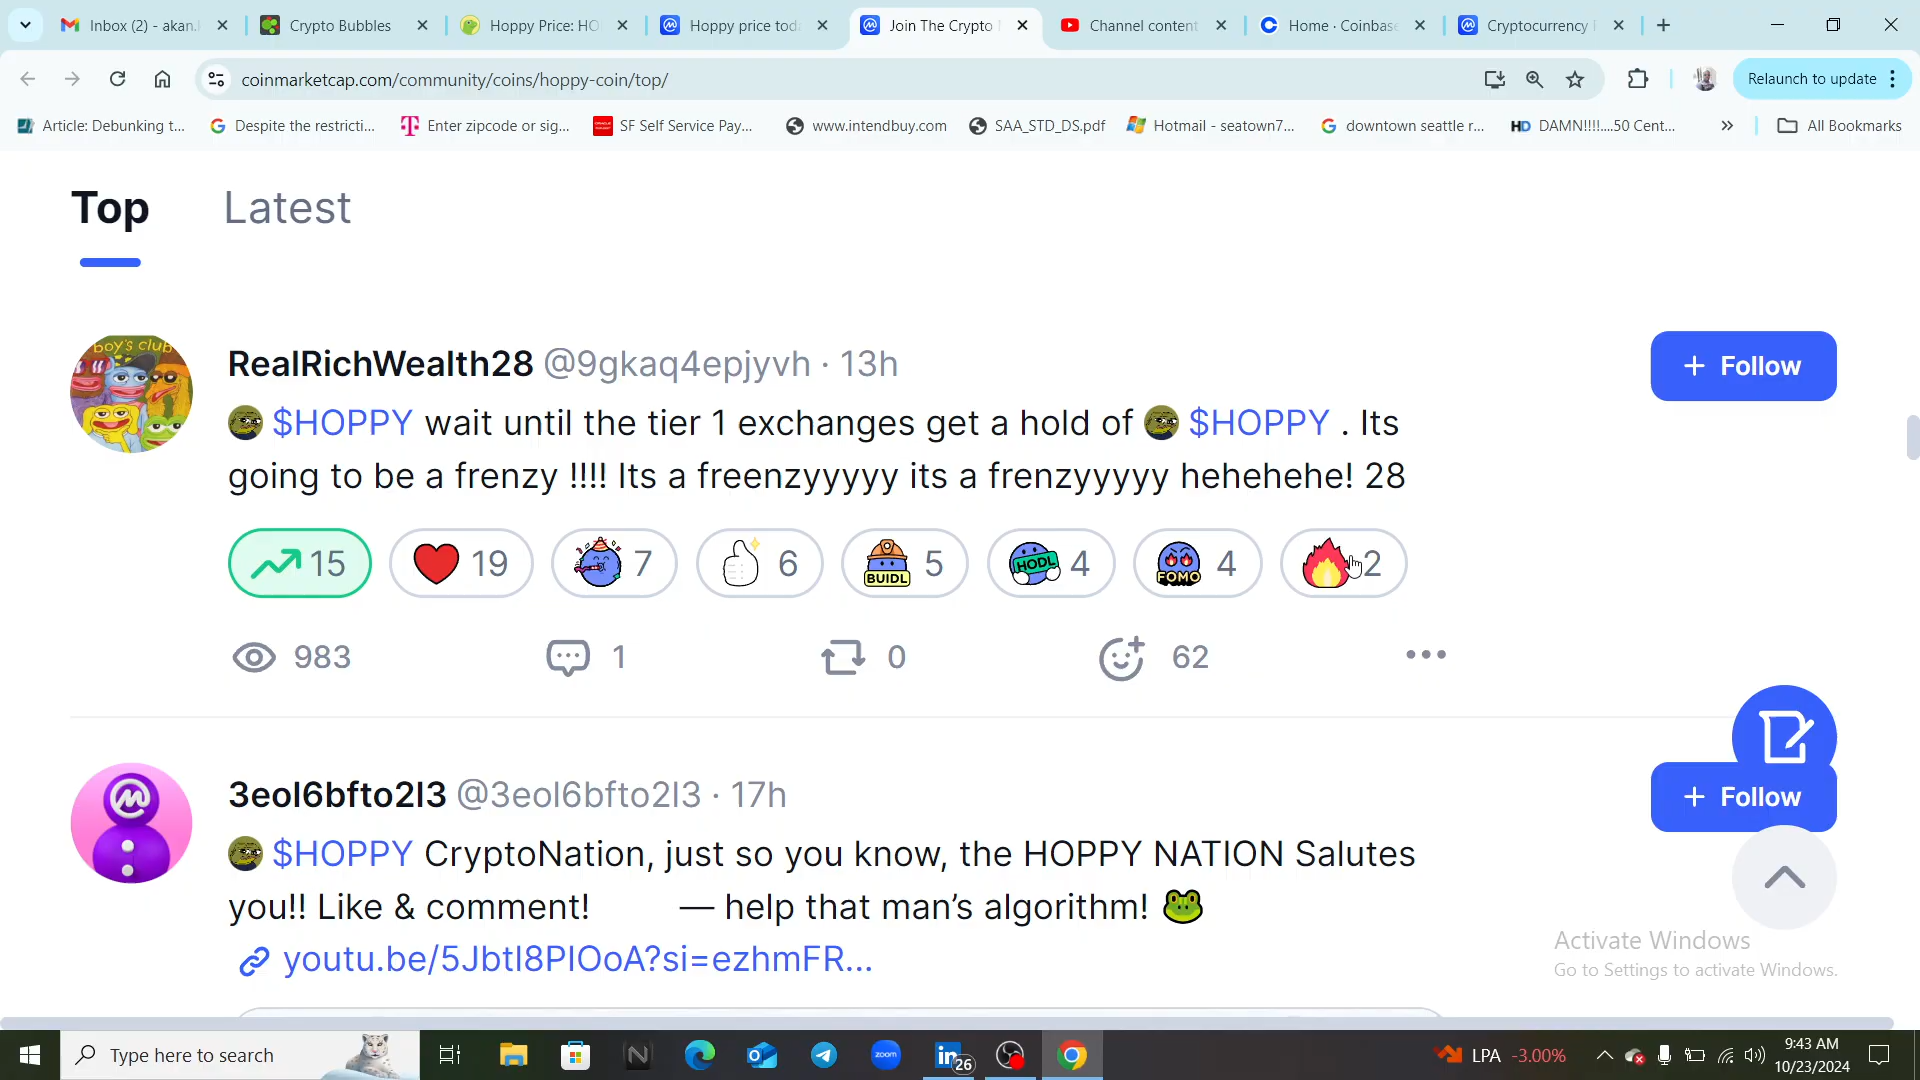 Inbox (2) - akan.
Crypto Bubbles
Hoppy Price: HO
Hoppy price toda
Join The Crypto
Channel content
Home · Coinbase
Cryptocurrency
coinmarketcap.com/community/coins/hoppy-coin/top/
Relaunch to update
Article: Debunking t...
Despite the restricti...
Enter zipcode or sig...
SF Self Service Pay...
www.intendbuy.com
SAA_STD_DS.pdf
Hotmail - seatown7...
downtown seattle r...
HD DAMN!!!!....50 Cent...
All Bookmarks
Top Latest
boy's club
RealRichWealth28 @9gkaq4epjyvh · 13h
+ Follow
$HOPPY wait until the tier 1 exchanges get a hold of $HOPPY . Its
going to be a frenzy !!!! Its a freenzyyyyy its a frenzyyyyy hehehehe! 28
15 19 7 6 BUIDL 5 HODL 4 FOMO 4 2
983 1 0 62
3eol6bfto2l3 @3eol6bfto2l3 · 17h
+ Follow
$HOPPY CryptoNation, just so you know, the HOPPY NATION Salutes
you!! Like & comment! — help that man's algorithm! 🐸
youtu.be/5JbtI8PIOoA?si=ezhmFR...
Activate Windows
Go to Settings to activate Windows.
Type here to search
zoom
in 26
LPA -3.00%
9:43 AM
10/23/2024